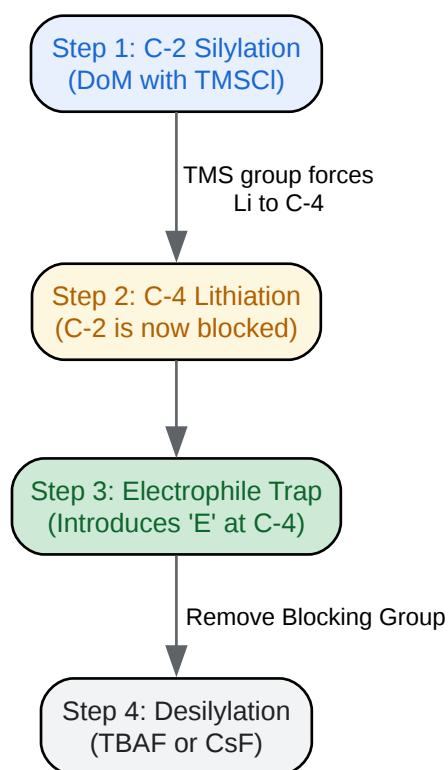 Step 1: C-2 Silylation
(DoM with TMSCl)
TMS group forces
Li to C-4
Step 2: C-4 Lithiation
(C-2 is now blocked)
Step 3: Electrophile Trap
(Introduces 'E' at C-4)
Remove Blocking Group
Step 4: Desilylation
(TBAF or CsF)